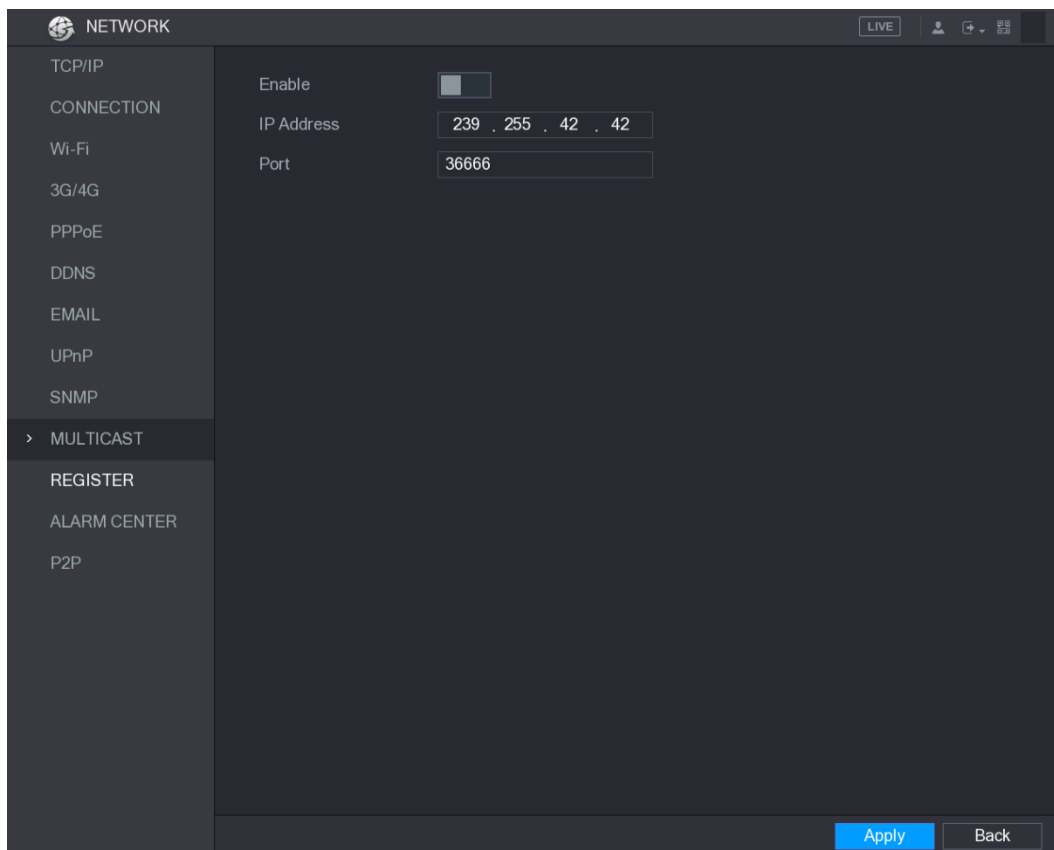 NETWORK
LIVE
TCP/IP
CONNECTION
Wi-Fi
3G/4G
PPPoE
DDNS
EMAIL
UPnP
SNMP
> MULTICAST
REGISTER
ALARM CENTER
P2P
Enable
IP Address 239 . 255 . 42 . 42
Port 36666
Apply Back